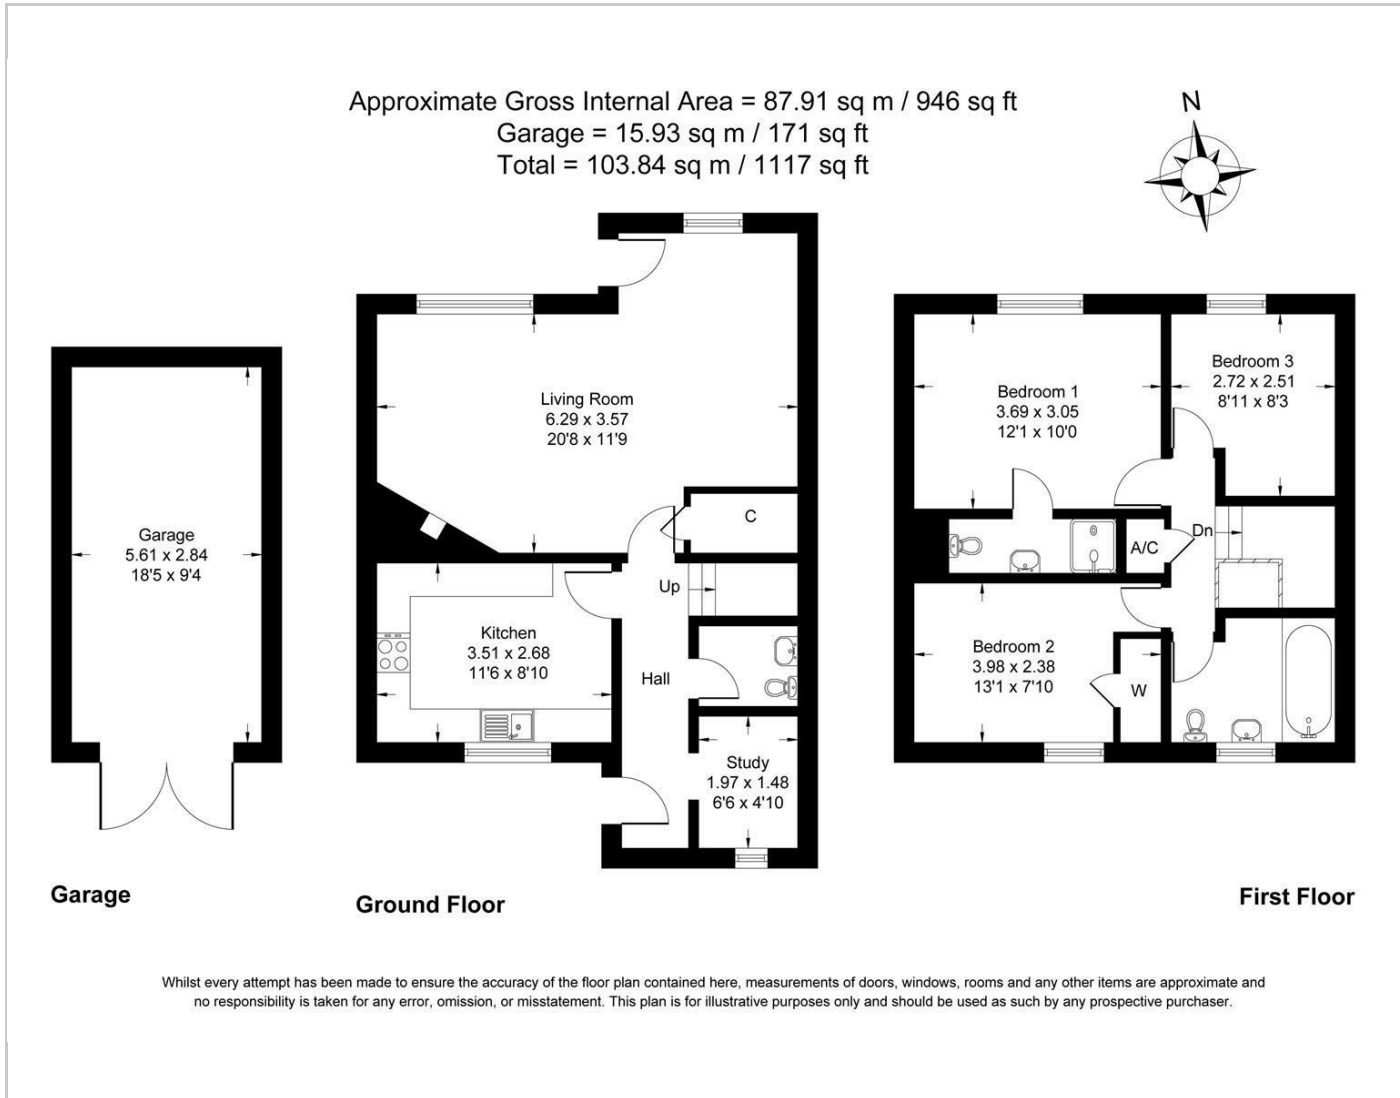 Approximate Gross Internal Area = 87.91 sq m / 946 sq ft
Garage = 15.93 sq m / 171 sq ft
Total = 103.84 sq m / 1117 sq ft
N
Garage
5.61 x 2.84
18'5 x 9'4
Garage
Living Room
6.29 x 3.57
20'8 x 11'9
C
Up
Kitchen
3.51 x 2.68
11'6 x 8'10
Hall
Study
1.97 x 1.48
6'6 x 4'10
Ground Floor
Bedroom 1
3.69 x 3.05
12'1 x 10'0
Bedroom 3
2.72 x 2.51
8'11 x 8'3
A/C
Dn
Bedroom 2
3.98 x 2.38
13'1 x 7'10
W
First Floor
Whilst every attempt has been made to ensure the accuracy of the floor plan contained here, measurements of doors, windows, rooms and any other items are approximate and
no responsibility is taken for any error, omission, or misstatement. This plan is for illustrative purposes only and should be used as such by any prospective purchaser.